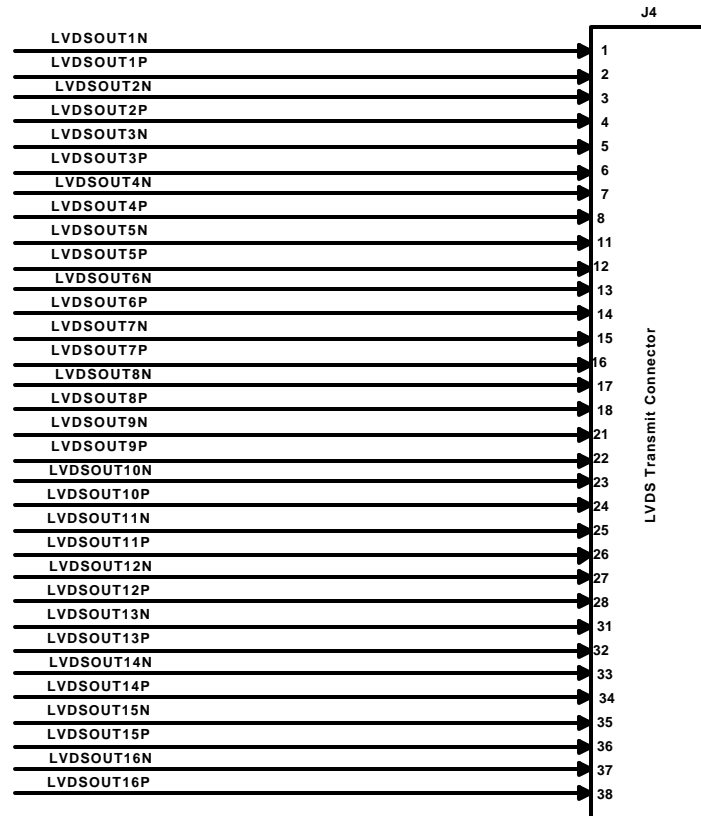 J4
LVDSOUT1N 1
LVDSOUT1P 2
LVDSOUT2N 3
LVDSOUT2P 4
LVDSOUT3N 5
LVDSOUT3P 6
LVDSOUT4N 7
LVDSOUT4P 8
LVDSOUT5N 11
LVDSOUT5P 12
LVDSOUT6N 13
LVDSOUT6P 14
LVDSOUT7N 15
LVDSOUT7P 16
LVDSOUT8N 17
LVDSOUT8P 18
LVDSOUT9N 21
LVDSOUT9P 22
LVDSOUT10N 23
LVDSOUT10P 24
LVDSOUT11N 25
LVDSOUT11P 26
LVDSOUT12N 27
LVDSOUT12P 28
LVDSOUT13N 31
LVDSOUT13P 32
LVDSOUT14N 33
LVDSOUT14P 34
LVDSOUT15N 35
LVDSOUT15P 36
LVDSOUT16N 37
LVDSOUT16P 38
LVDS Transmit Connector